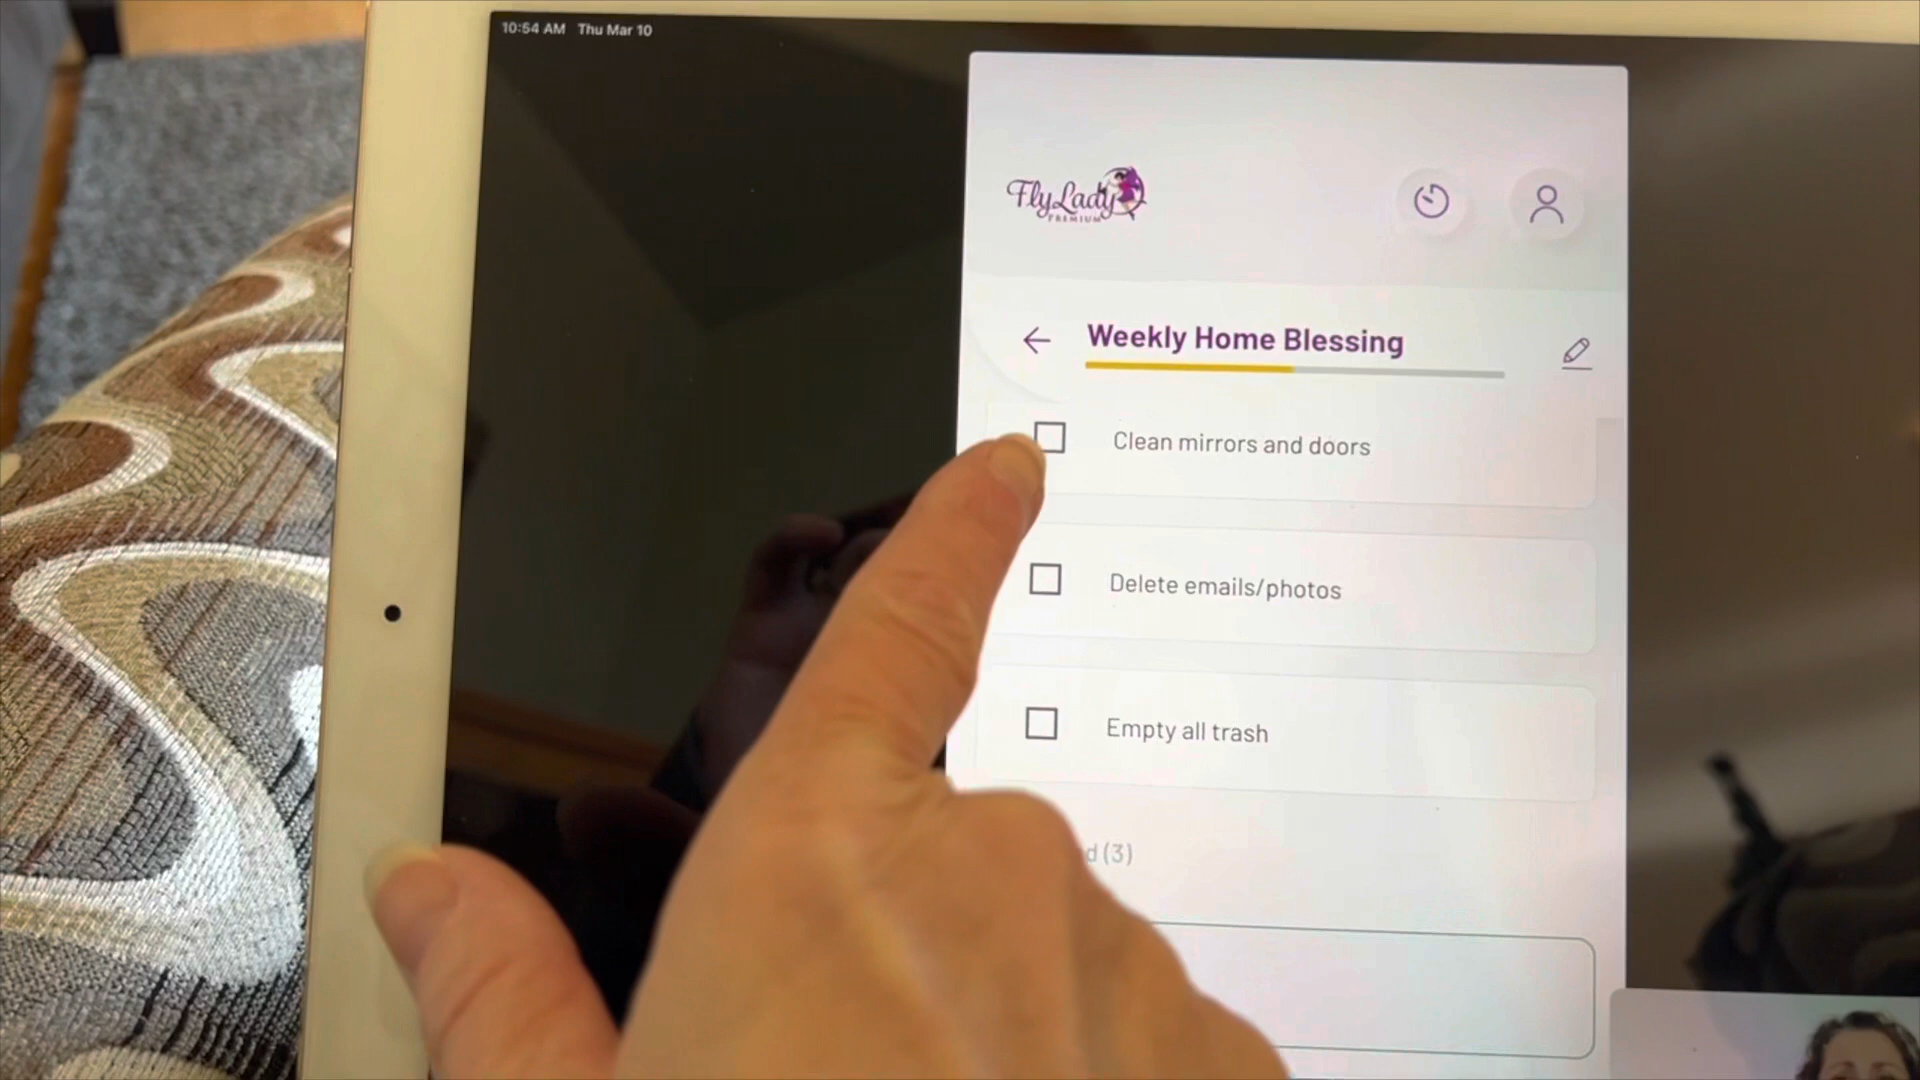 10:54 AM Thu Mar 10
FlyLady
PREMIUM
Weekly Home Blessing
Clean mirrors and doors
Delete emails/photos
Empty all trash
d (3)